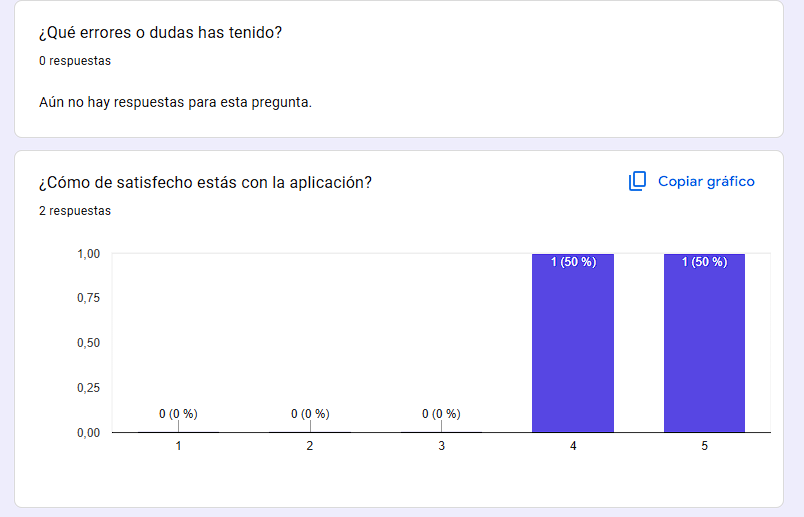 ¿Qué errores o dudas has tenido?
0 respuestas
Aún no hay respuestas para esta pregunta.
¿Cómo de satisfecho estás con la aplicación?
Copiar gráfico
2 respuestas
1,00
0,75
0,50
0,25
0,00
0 (0 %)
0 (0 %)
0 (0 %)
1 (50 %)
1 (50 %)
1
2
3
4
5